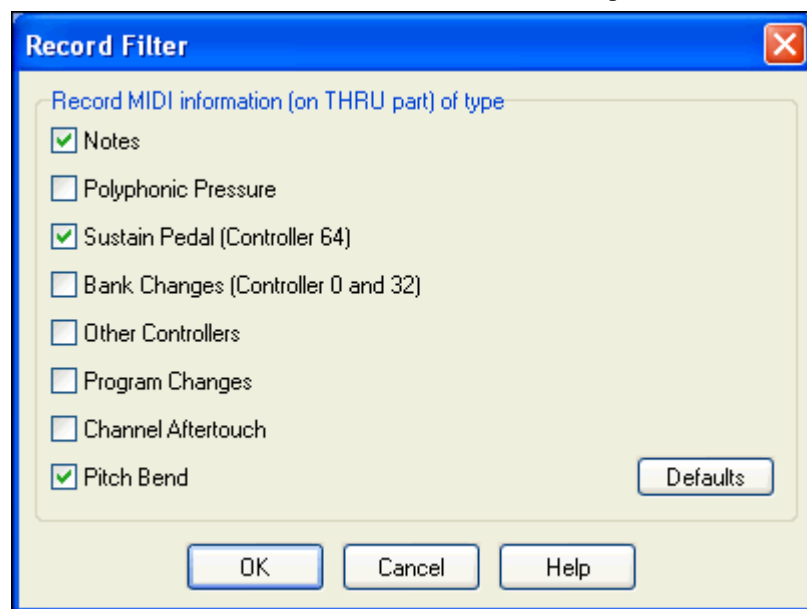 Record Filter
Record MIDI information (on THRU part) of type
Notes
Polyphonic Pressure
Sustain Pedal (Controller 64)
Bank Changes (Controller 0 and 32)
Other Controllers
Program Changes
Channel Aftertouch
Pitch Bend
Defaults
OK Cancel Help